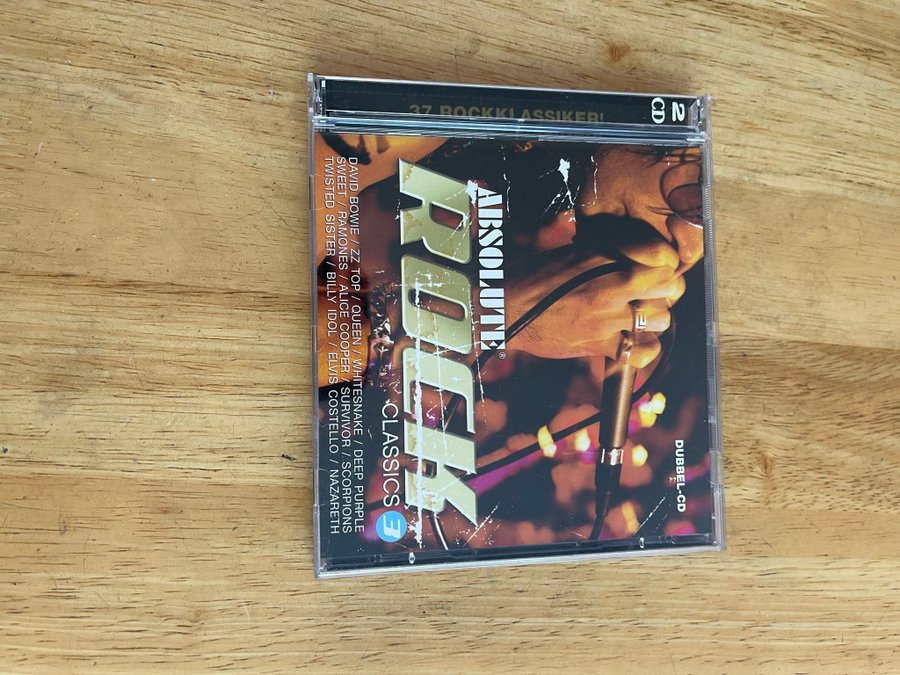 2
CD
37 ROCKKLASSIKER!
DUBBEL-CD
ABSOLUTE®
ROCK
CLASSICS 3
DAVID BOWIE / ZZ TOP / QUEEN / WHITESNAKE / DEEP PURPLE
SWEET / RAMONES / ALICE COOPER / SURVIVOR / SCORPIONS
TWISTED SISTER / BILLY IDOL / ELVIS COSTELLO / NAZARETH